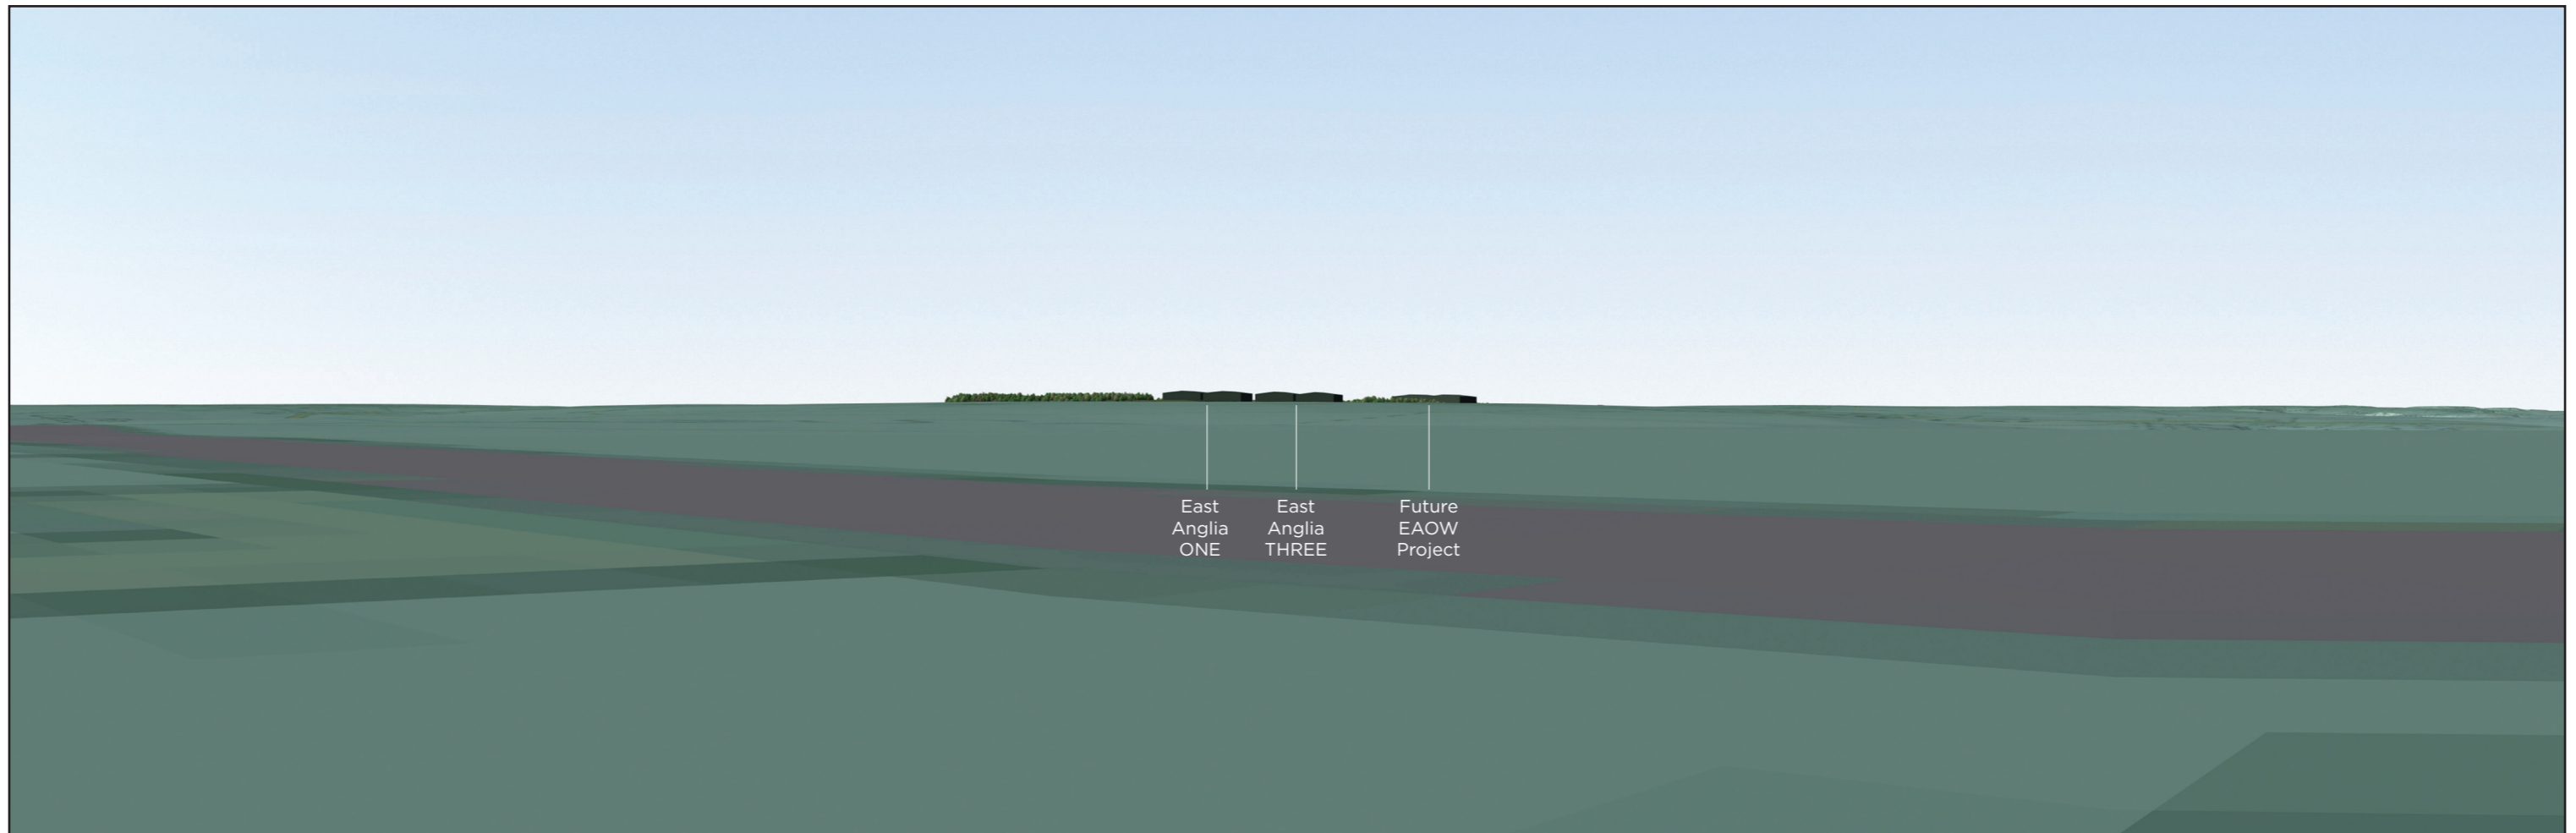 East
Anglia
ONE
East
Anglia
THREE
Future
EAOW
Project